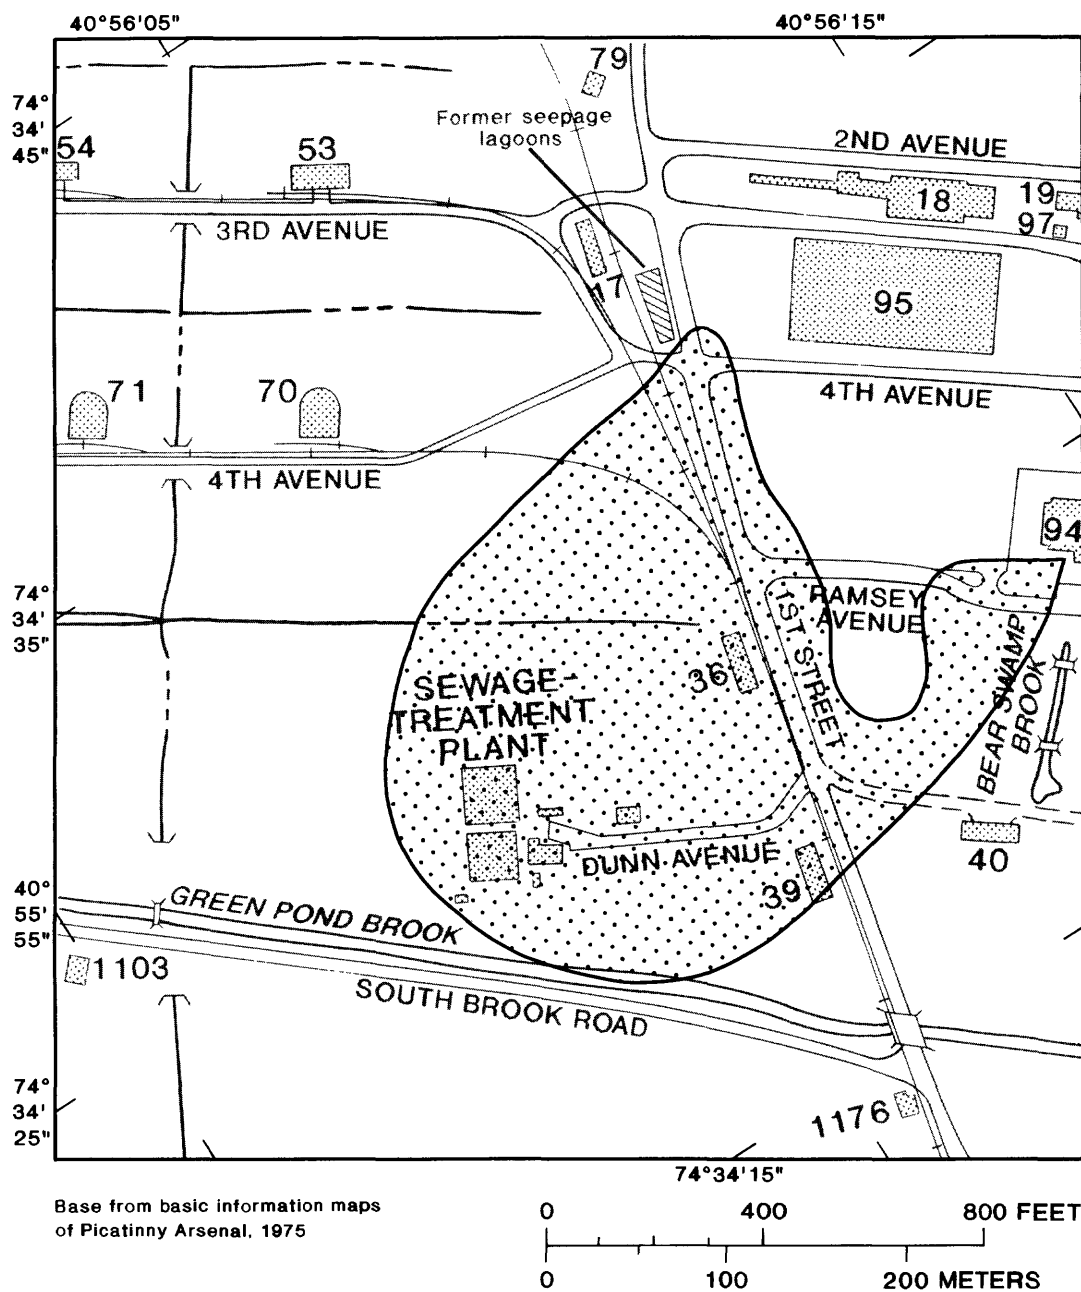 40°56'05"
40°56'15"
79
Former seepage
lagoons
74°
34'
45"
2ND AVENUE
54
53
18
19
97
3RD AVENUE
17
95
71
70
4TH AVENUE
4TH AVENUE
94
74°
34'
35"
RAMSEY
AVENUE
1ST STREET
36
SEWAGE-
TREATMENT
PLANT
BEAR SWAMP
BROOK
40
DUNN AVENUE
39
40°
55'
55"
GREEN POND BROOK
1103
SOUTH BROOK ROAD
74°
34'
25"
1176
74°34'15"
Base from basic information maps
of Picatinny Arsenal, 1975
0 400 800 FEET
0 100 200 METERS